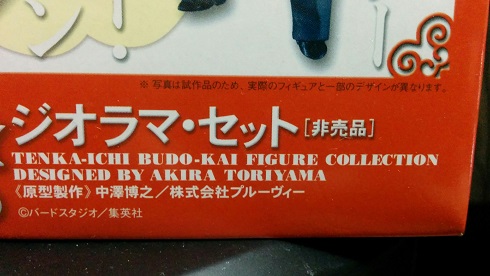 ※写真は試作品のため、実際のフィギュアと一部のデザインが異なります。
ジオラマ・セット[非売品]
TENKA-ICHI BUDO-KAI FIGURE COLLECTION
DESIGNED BY AKIRA TORIYAMA
《原型製作》中澤博之／株式会社プルーヴィー
©バードスタジオ／集英社